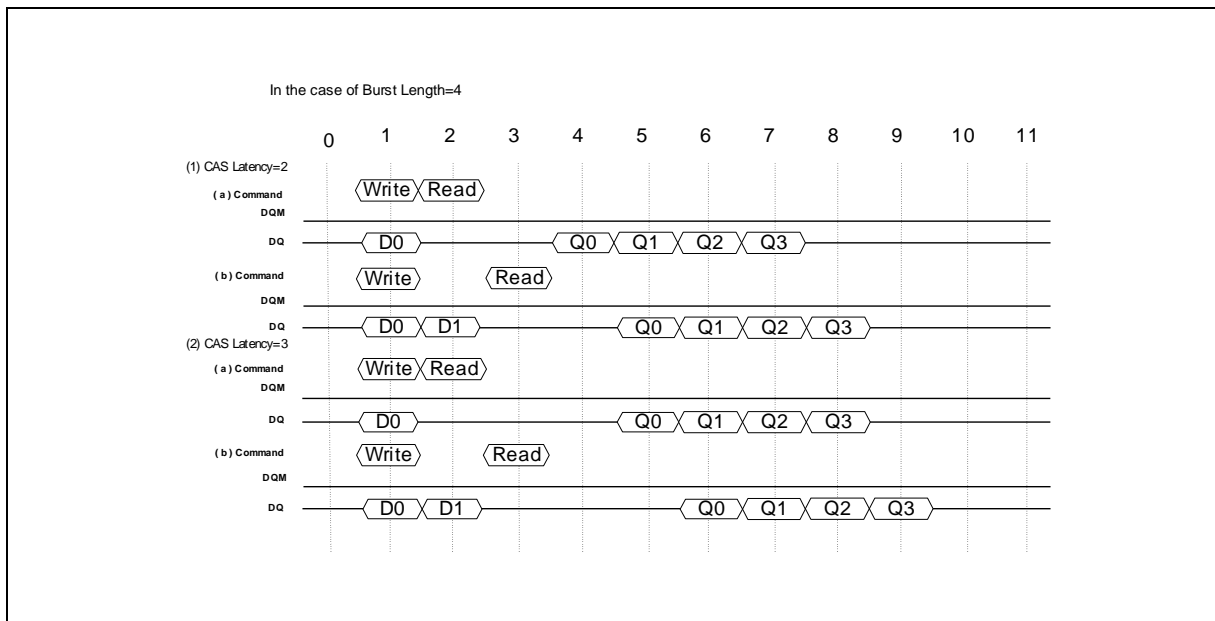 In the case of Burst Length=4
0 1 2 3 4 5 6 7 8 9 10 11
(1) CAS Latency=2
( a ) Command Write Read
DQM
DQ D0 Q0 Q1 Q2 Q3
( b ) Command Write Read
DQM
DQ D0 D1 Q0 Q1 Q2 Q3
(2) CAS Latency=3
( a ) Command Write Read
DQM
DQ D0 Q0 Q1 Q2 Q3
( b ) Command Write Read
DQM
DQ D0 D1 Q0 Q1 Q2 Q3